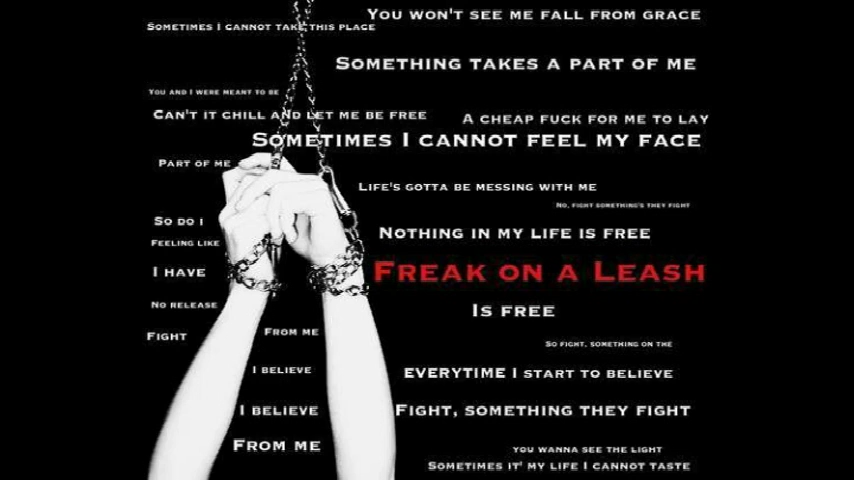 You won't see me fall from grace
Sometimes I cannot take this place
Something takes a part of me
You and I were meant to be
Can't it chill and let me be free
A cheap fuck for me to lay
Sometimes I cannot feel my face
Part of me
Life's gotta be messing with me
No, fight something's they fight
So do I
Nothing in my life is free
Feeling like
I have
Freak on a Leash
No release
Is free
From me
Fight
So fight, something on the
I believe
everytime I start to believe
I believe
Fight, something they fight
From me
You wanna see the light
Sometimes it' my life I cannot taste